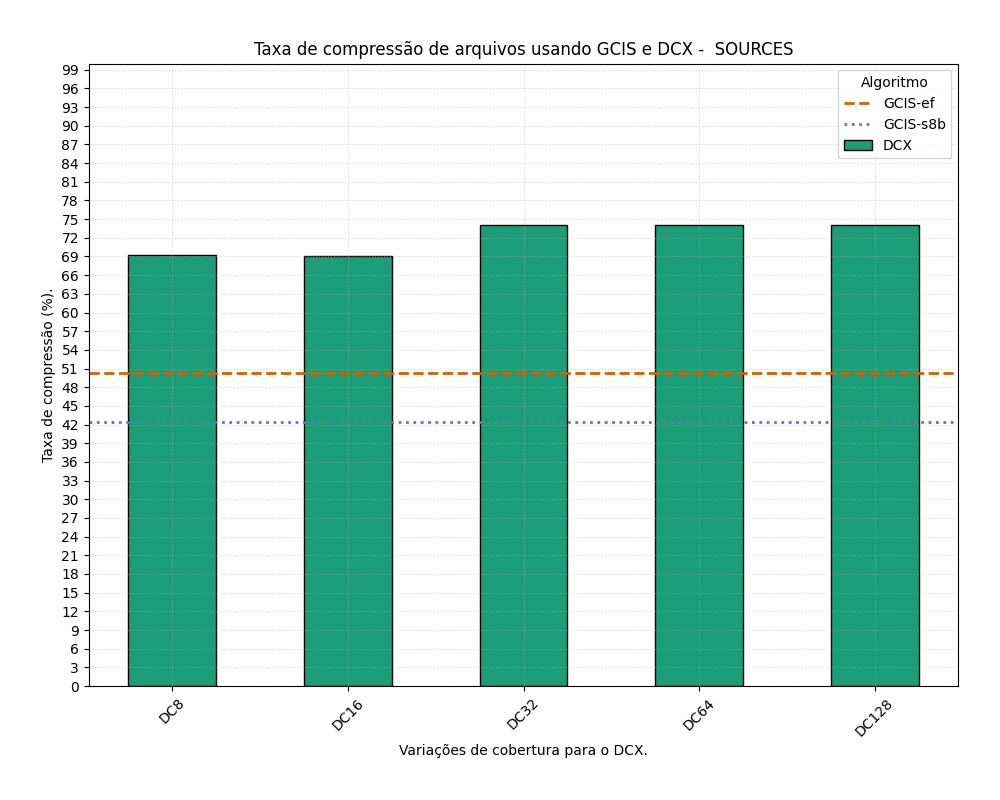 Taxa de compressão de arquivos usando GCIS e DCX -  SOURCES
Algoritmo
GCIS-ef
GCIS-s8b
DCX
Taxa de compressão (%).
99
96
93
90
87
84
81
78
75
72
69
66
63
60
57
54
51
48
45
42
39
36
33
30
27
24
21
18
15
12
9
6
3
0
DC8
DC16
DC32
DC64
DC128
Variações de cobertura para o DCX.